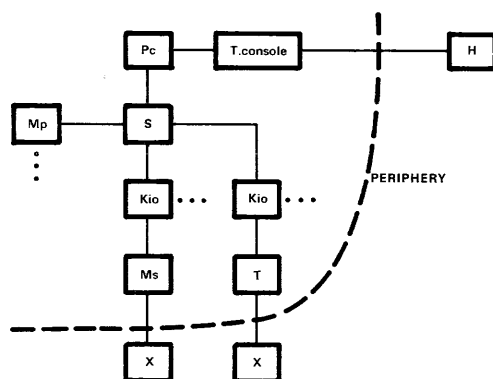 Pc T.console H
Mp S
PERIPHERY
Kio ... Kio ...
Ms T
X X